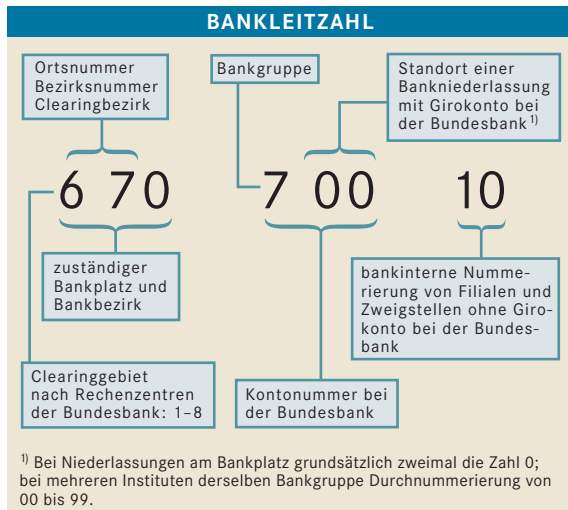 BANKLEITZAHL
Ortsnummer
Bezirksnummer
Clearingbezirk
Bankgruppe
Standort einer
Bankniederlassung
mit Girokonto bei
der Bundesbank 1)
6 70 7 00 10
zuständiger
Bankplatz und
Bankbezirk
bankinterne Numme-
rierung von Filialen und
Zweigstellen ohne Giro-
konto bei der Bundes-
bank
Clearinggebiet
nach Rechenzentren
der Bundesbank: 1–8
Kontonummer bei
der Bundesbank
1) Bei Niederlassungen am Bankplatz grundsätzlich zweimal die Zahl 0;
bei mehreren Instituten derselben Bankgruppe Durchnummerierung von
00 bis 99.